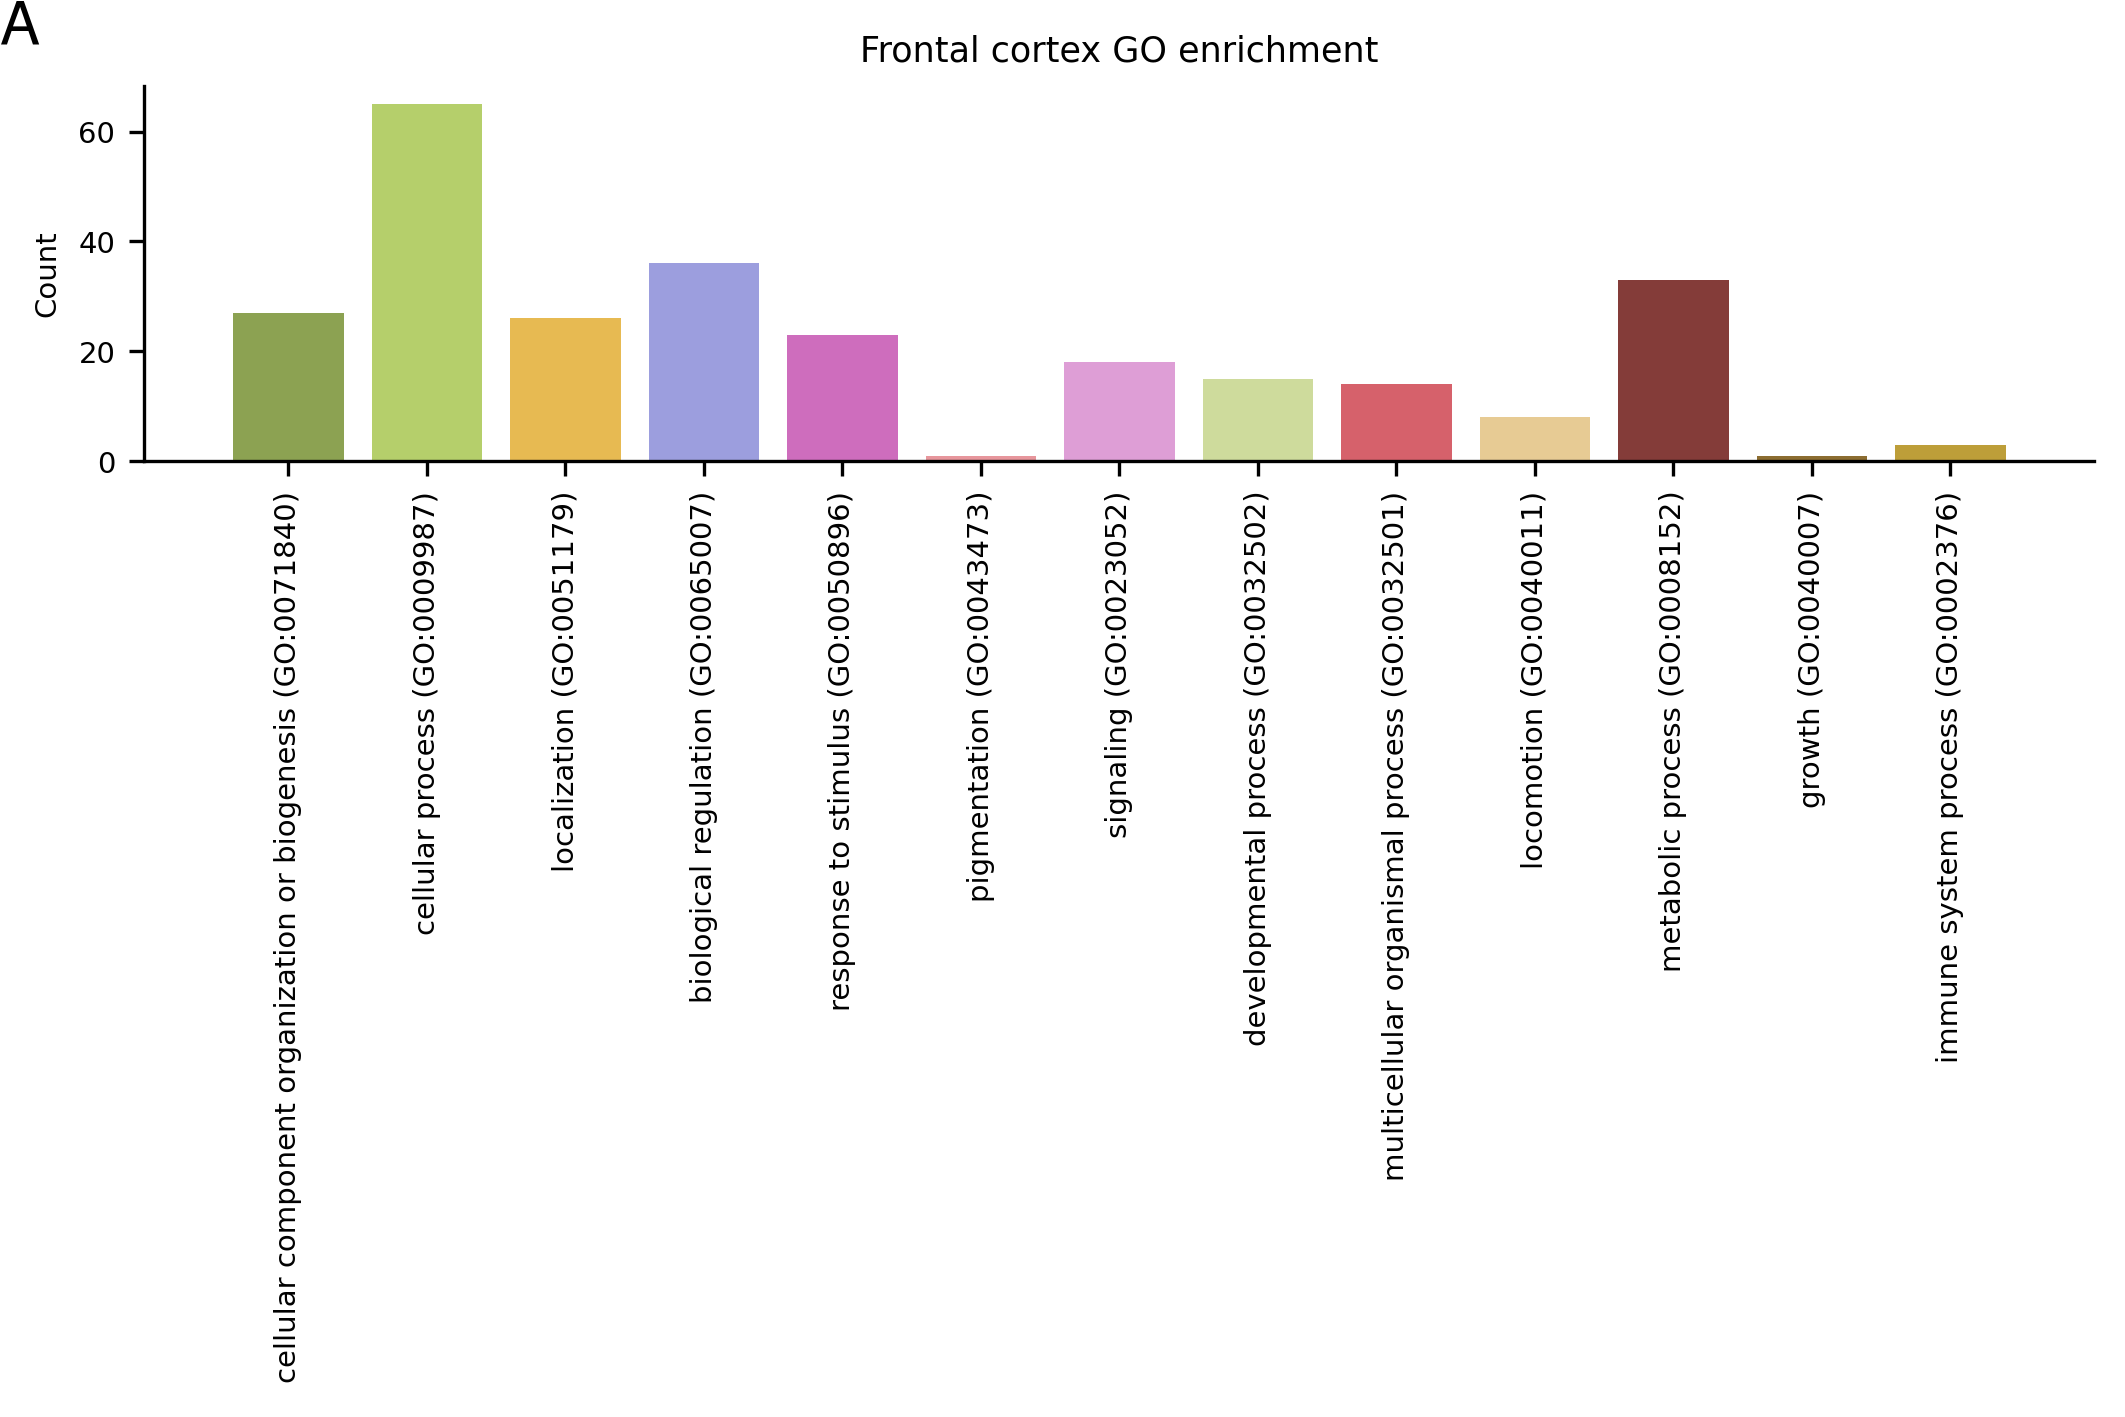 A
Frontal cortex GO enrichment
Count
60
40
20
0
cellular component organization or biogenesis (GO:0071840)
cellular process (GO:0009987)
localization (GO:0051179)
biological regulation (GO:0065007)
response to stimulus (GO:0050896)
pigmentation (GO:0043473)
signaling (GO:0023052)
developmental process (GO:0032502)
multicellular organismal process (GO:0032501)
locomotion (GO:0040011)
metabolic process (GO:0008152)
growth (GO:0040007)
immune system process (GO:0002376)